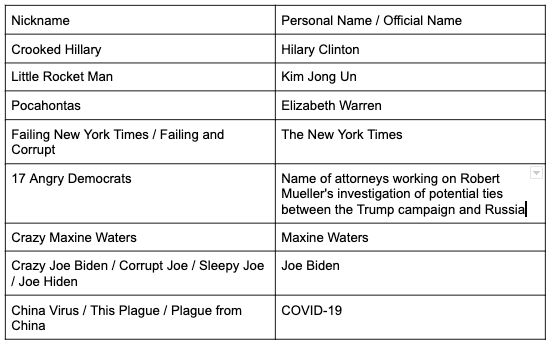 Nickname
Personal Name / Official Name
Crooked Hillary
Hilary Clinton
Little Rocket Man
Kim Jong Un
Pocahontas
Elizabeth Warren
Failing New York Times / Failing and
Corrupt
The New York Times
17 Angry Democrats
Name of attorneys working on Robert
Mueller's investigation of potential ties
between the Trump campaign and Russia
Crazy Maxine Waters
Maxine Waters
Crazy Joe Biden / Corrupt Joe / Sleepy Joe
/ Joe Hiden
Joe Biden
China Virus / This Plague / Plague from
China
COVID-19